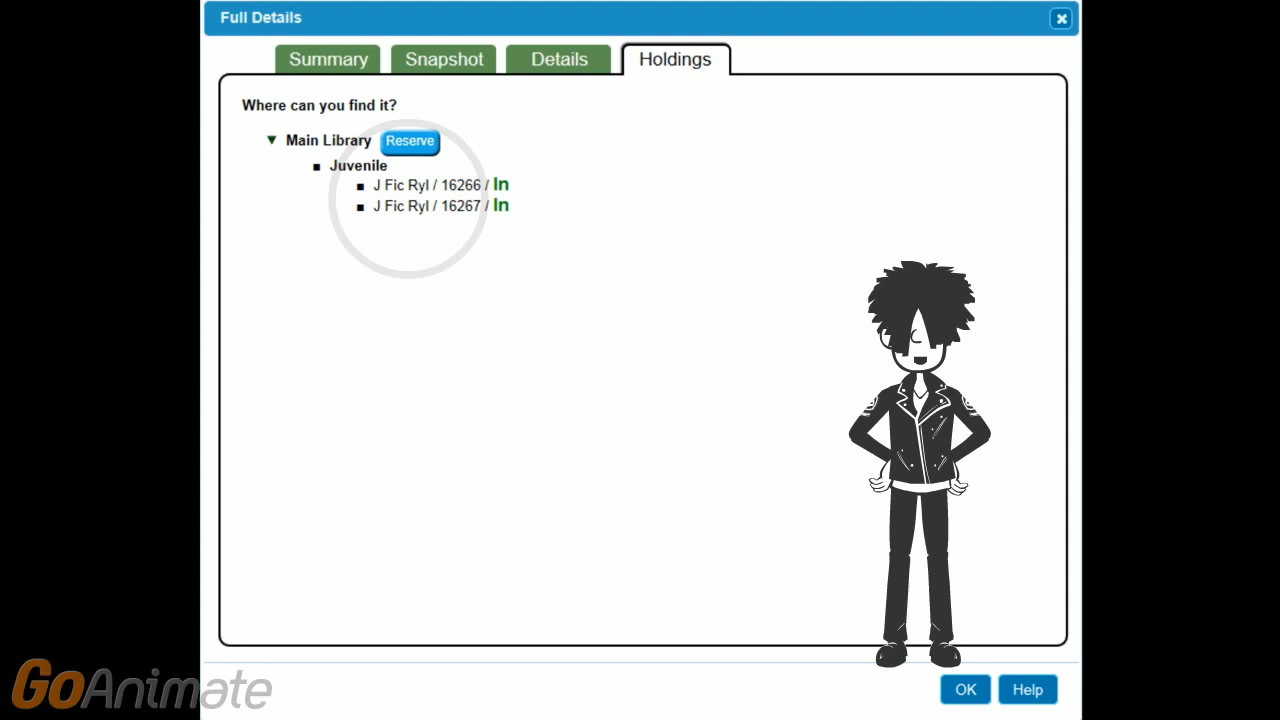 Full Details
Summary Snapshot Details Holdings
Where can you find it?
Main Library Reserve
Juvenile
J Fic Ryl / 16266 / In
J Fic Ryl / 16267 / In
OK Help
GoAnimate